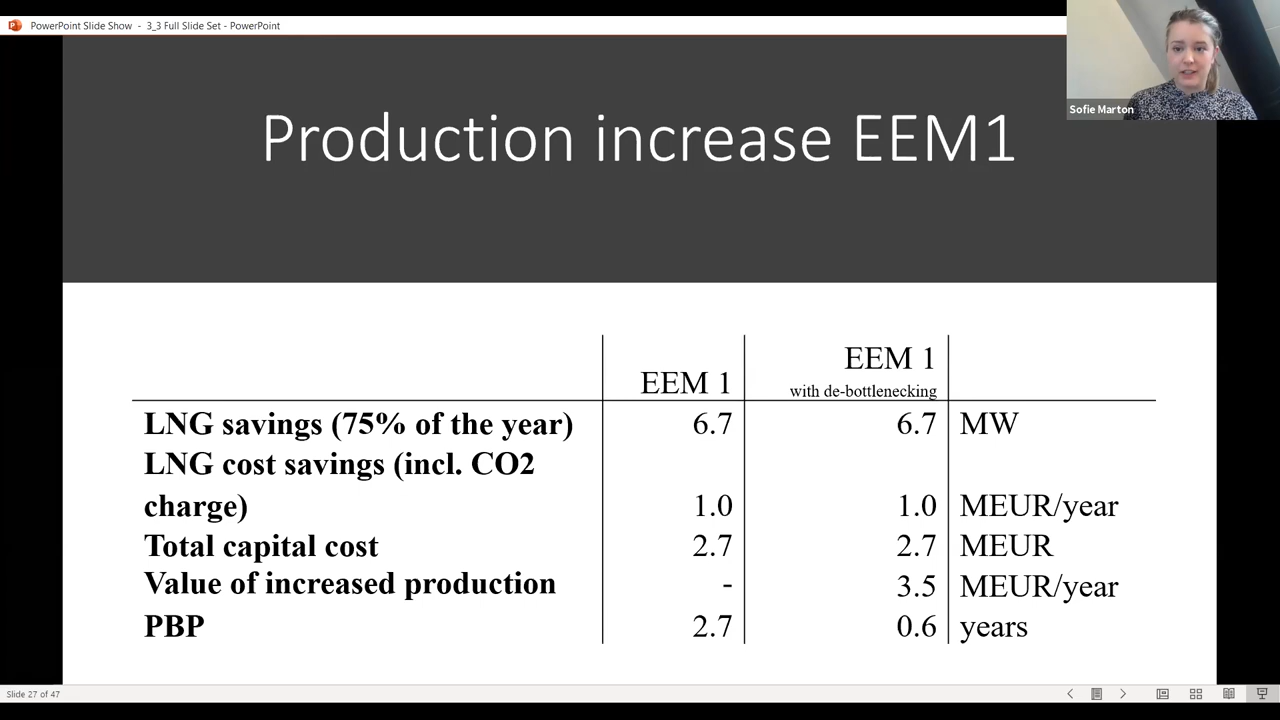 PowerPoint Slide Show - 3_3 Full Slide Set - PowerPoint
Sofie Marton
Production increase EEM1
EEM 1
EEM 1
with de-bottlenecking
LNG savings (75% of the year) 6.7 6.7 MW
LNG cost savings (incl. CO2
charge) 1.0 1.0 MEUR/year
Total capital cost 2.7 2.7 MEUR
Value of increased production - 3.5 MEUR/year
PBP 2.7 0.6 years
Slide 27 of 47